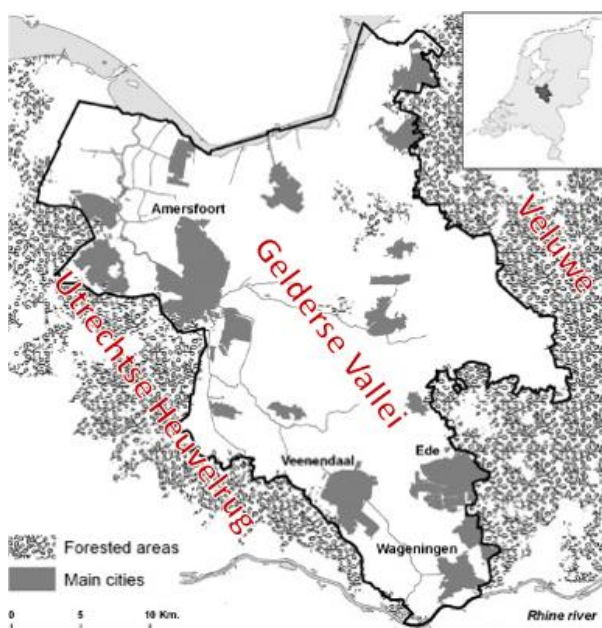 Amersfoort
Veluwe
Gelderse Vallei
Utrechtse Heuvelrug
Veenendaal
Ede
Wageningen
Forested areas
Main cities
0 5 10 Km.
Rhine river